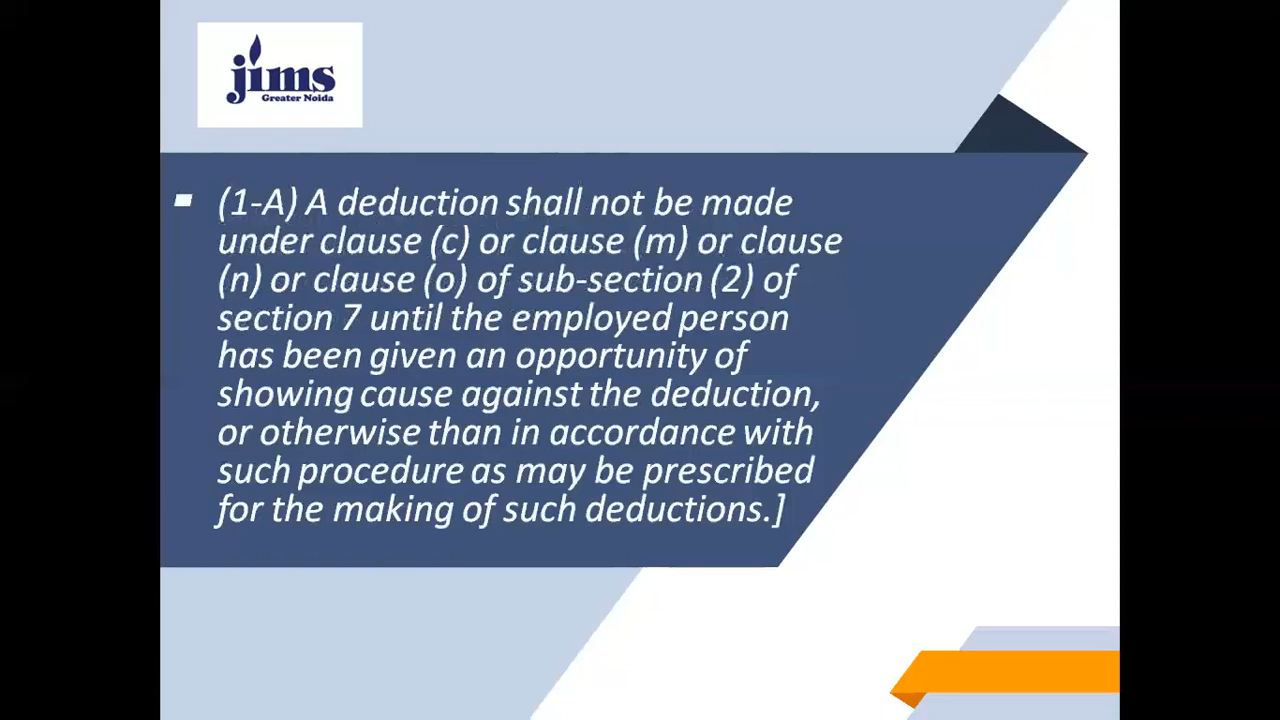 jims
Greater Noida
(1-A) A deduction shall not be made
under clause (c) or clause (m) or clause
(n) or clause (o) of sub-section (2) of
section 7 until the employed person
has been given an opportunity of
showing cause against the deduction,
or otherwise than in accordance with
such procedure as may be prescribed
for the making of such deductions.]